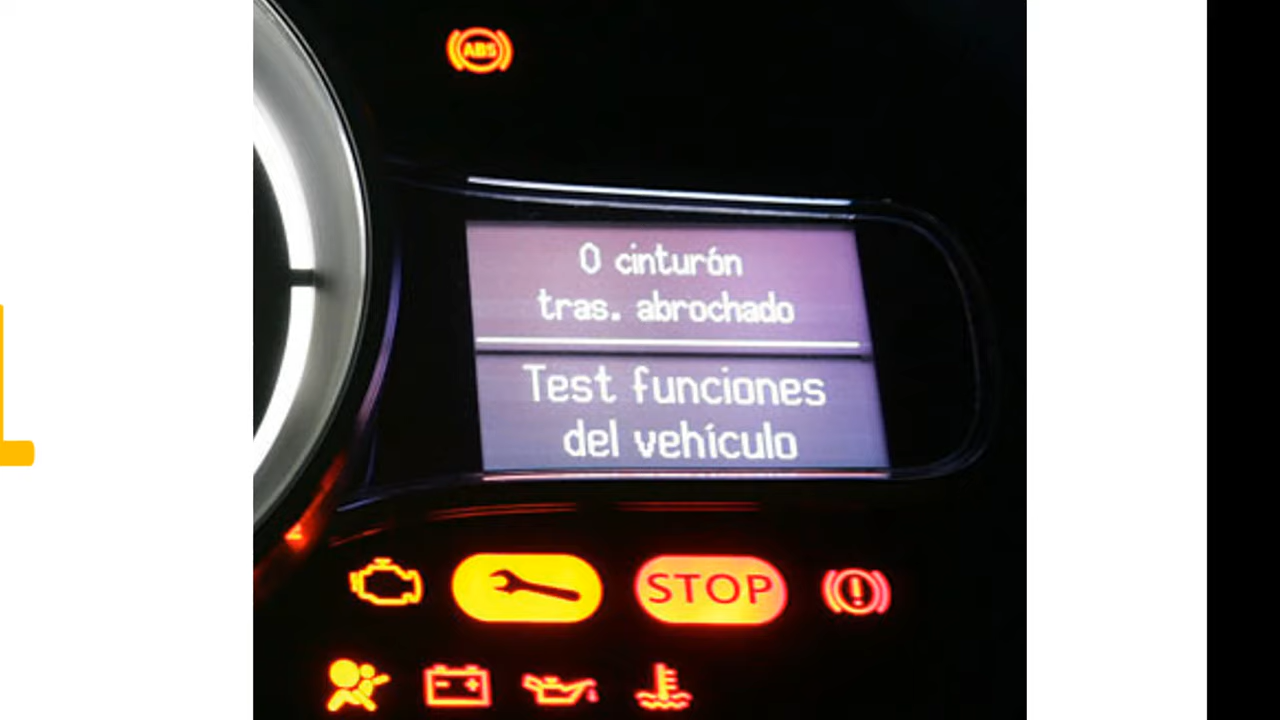 ABS
0 cinturón
tras. abrochado
Test funciones
del vehículo
STOP